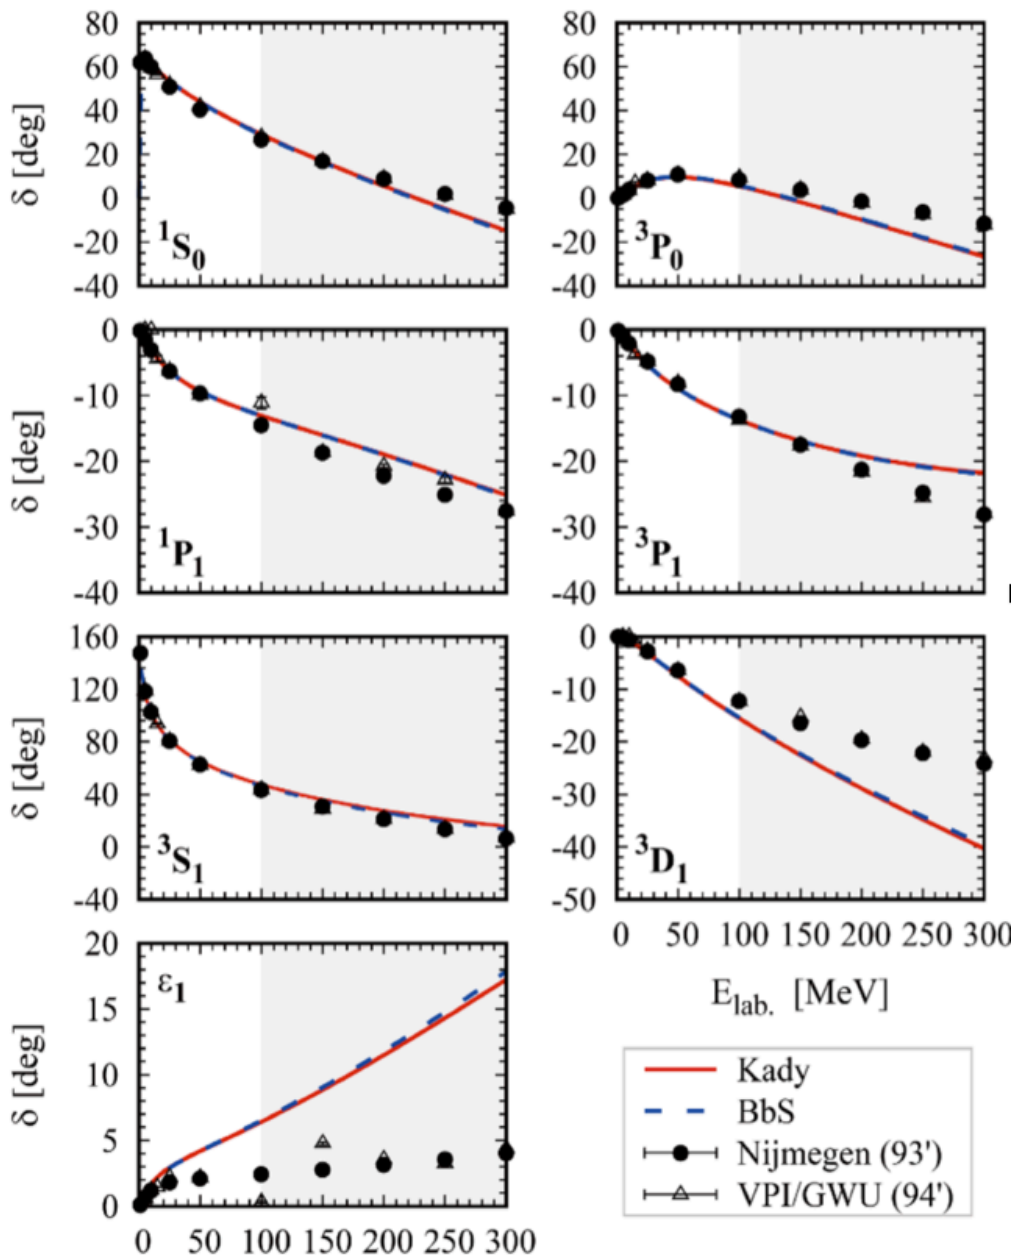 80
60
40
20
0
-20
-40
δ [deg]
¹S₀
80
60
40
20
0
-20
-40
δ [deg]
³P₀
0
-10
-20
-30
-40
δ [deg]
¹P₁
0
-10
-20
-30
-40
δ [deg]
³P₁
160
120
80
40
0
-40
δ [deg]
³S₁
0
-10
-20
-30
-40
-50
δ [deg]
³D₁
0 50 100 150 200 250 300
E_lab. [MeV]
20
15
10
5
0
δ [deg]
ε₁
0 50 100 150 200 250 300
Kady
BbS
Nijmegen (93')
VPI/GWU (94')